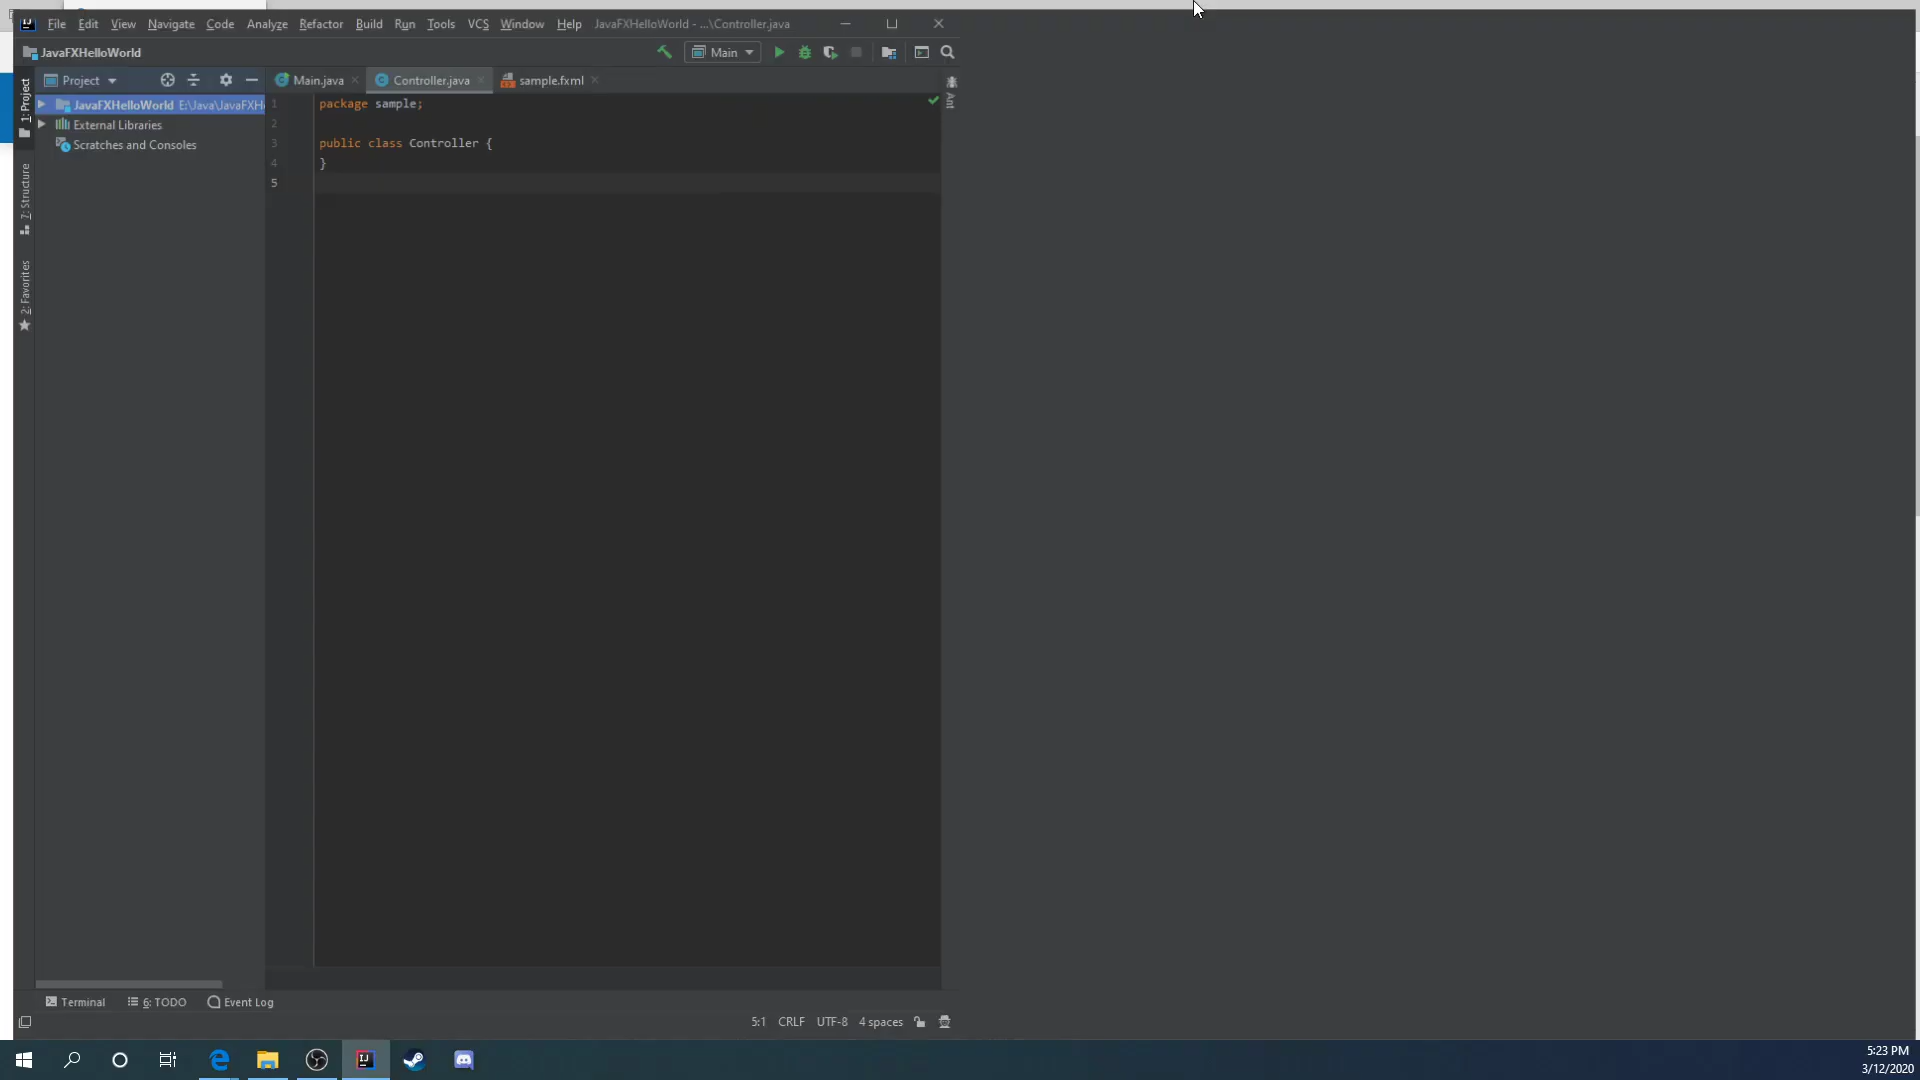 File Edit View Navigate Code Analyze Refactor Build Run Tools VCS Window Help JavaFXHelloWorld - ...\Controller.java
JavaFXHelloWorld
Main
Project
Main.java
Controller.java
sample.fxml
1: Project
7: Structure
2: Favorites
Ant
JavaFXHelloWorld E:\Java\JavaFXH
External Libraries
Scratches and Consoles
1 package sample;
2
3 public class Controller {
4 }
5
Terminal
6: TODO
Event Log
5:1 CRLF UTF-8 4 spaces
5:23 PM
3/12/2020